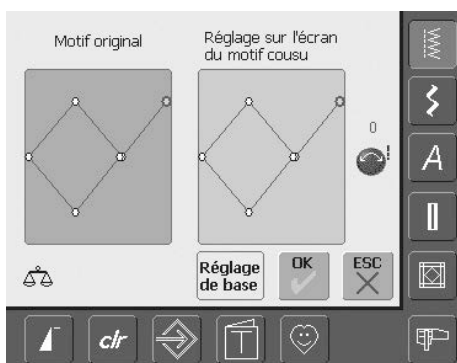 Motif original
Réglage sur l'écran
du motif cousu
0
!
Réglage
de base
OK
ESC
A
clr
T